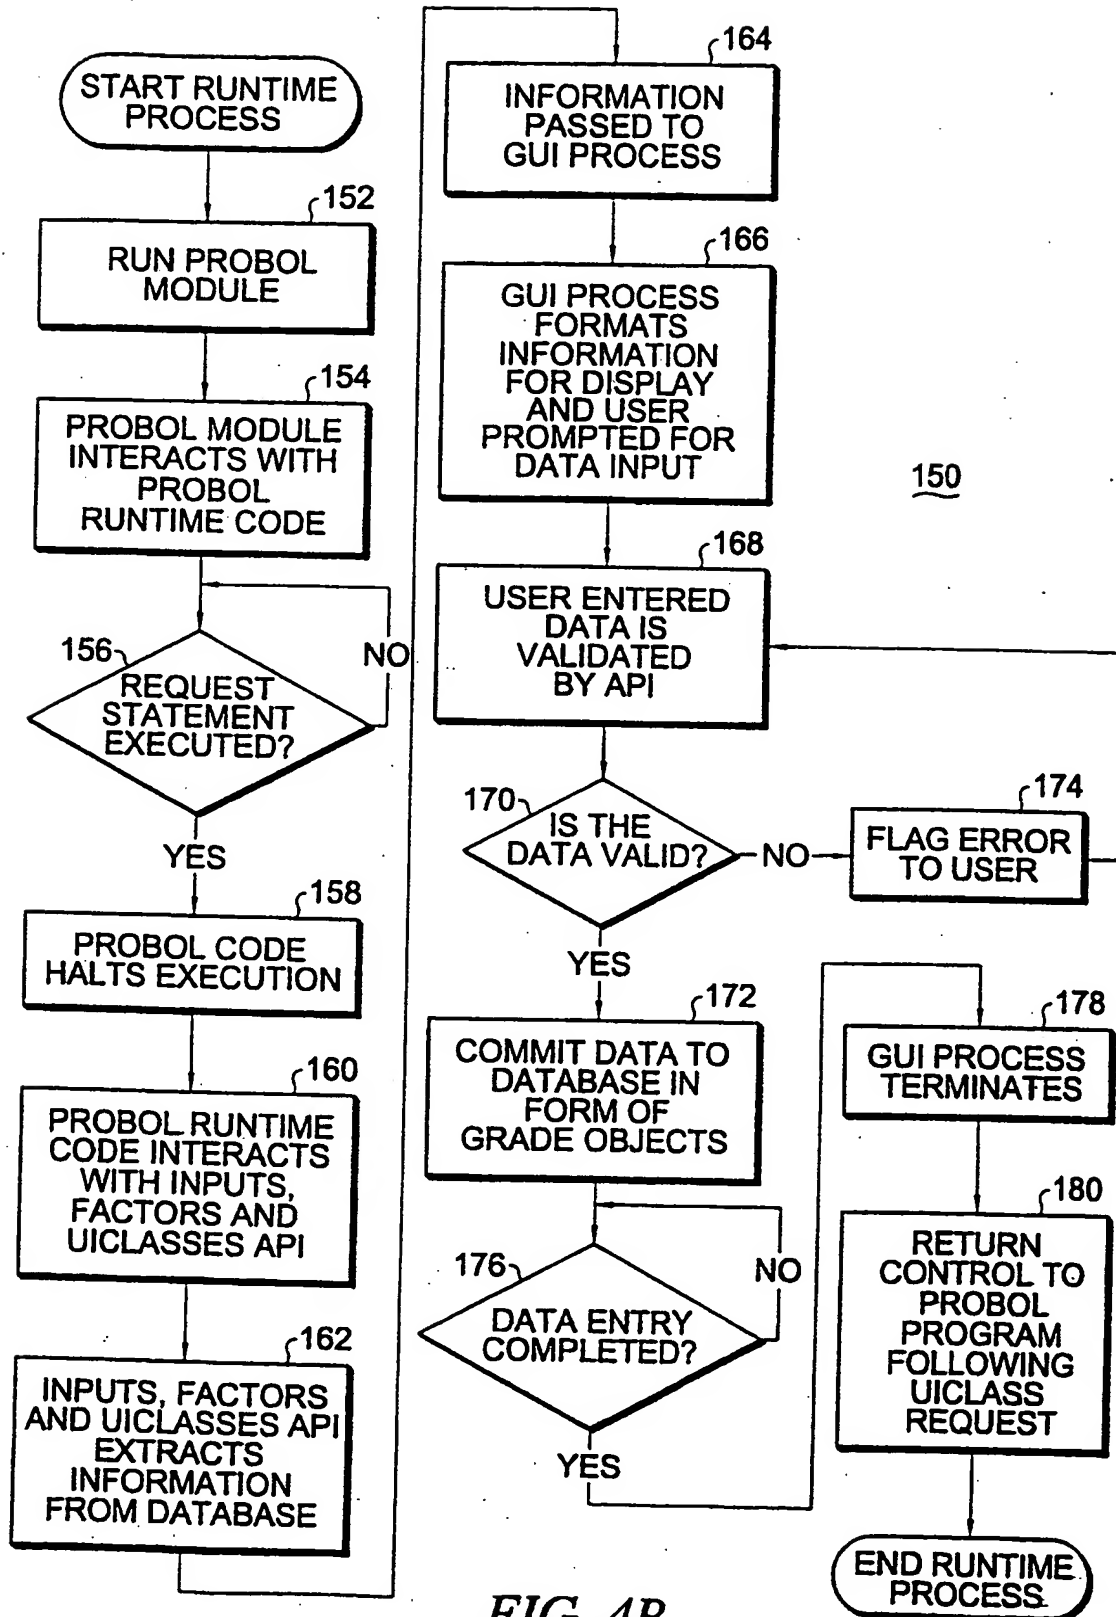 START RUNTIME
PROCESS
152
RUN PROBOL
MODULE
154
PROBOL MODULE
INTERACTS WITH
PROBOL
RUNTIME CODE
156
NO
REQUEST
STATEMENT
EXECUTED?
YES
158
PROBOL CODE
HALTS EXECUTION
160
PROBOL RUNTIME
CODE INTERACTS
WITH INPUTS,
FACTORS AND
UICLASSES API
162
INPUTS, FACTORS
AND UICLASSES API
EXTRACTS
INFORMATION
FROM DATABASE
164
INFORMATION
PASSED TO
GUI PROCESS
166
GUI PROCESS
FORMATS
INFORMATION
FOR DISPLAY
AND USER
PROMPTED FOR
DATA INPUT
150
168
USER ENTERED
DATA IS
VALIDATED
BY API
170
IS THE
DATA VALID?
NO
174
FLAG ERROR
TO USER
YES
172
COMMIT DATA TO
DATABASE IN
FORM OF
GRADE OBJECTS
176
NO
DATA ENTRY
COMPLETED?
YES
178
GUI PROCESS
TERMINATES
180
RETURN
CONTROL TO
PROBOL
PROGRAM
FOLLOWING
UICLASS
REQUEST
END RUNTIME
PROCESS
FIG. 4B